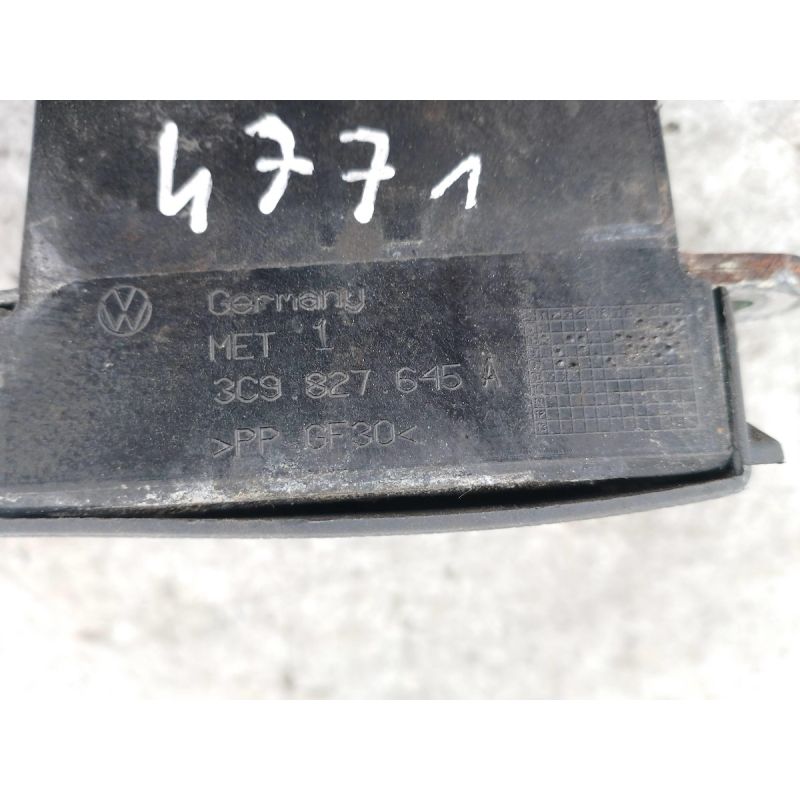 4771
Germany
MET 1
3C9 827 645 A
>PP GF30<